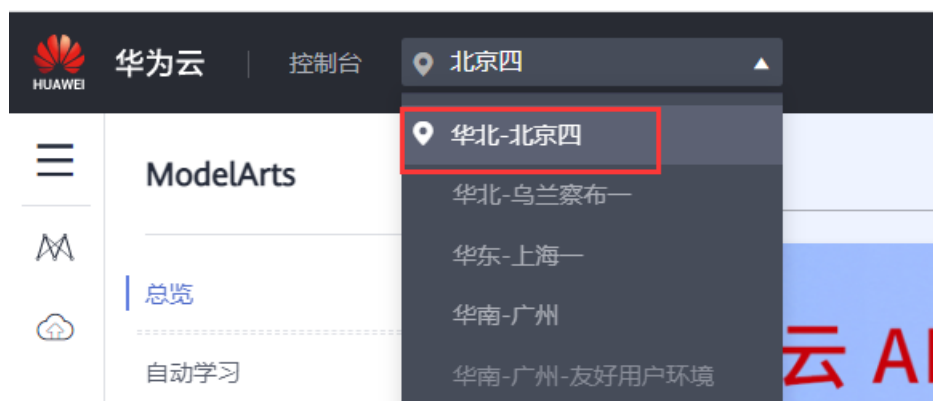 HUAWEI
华为云
控制台
北京四
华北-北京四
ModelArts
华北-乌兰察布一
华东-上海一
总览
华南-广州
云 A
自动学习
华南-广州-友好用户环境